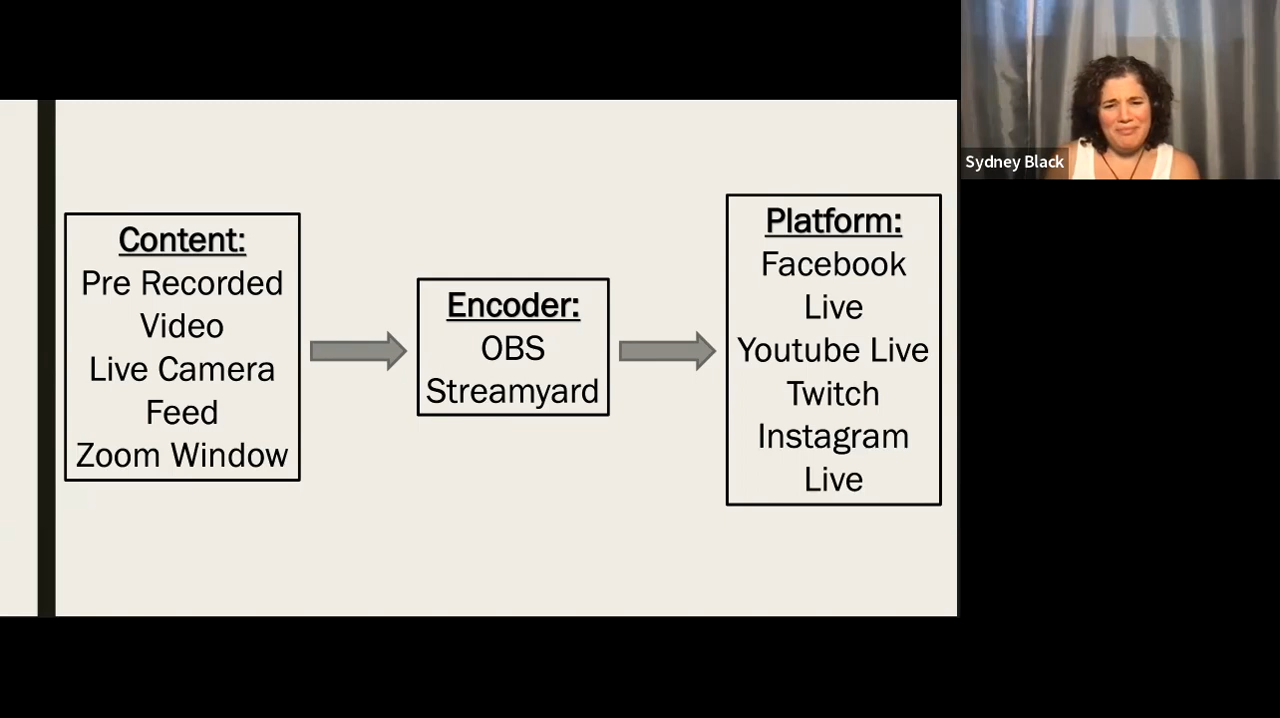 Content:
Pre Recorded
Video
Live Camera
Feed
Zoom Window
Encoder:
OBS
Streamyard
Platform:
Facebook
Live
Youtube Live
Twitch
Instagram
Live
Sydney Black